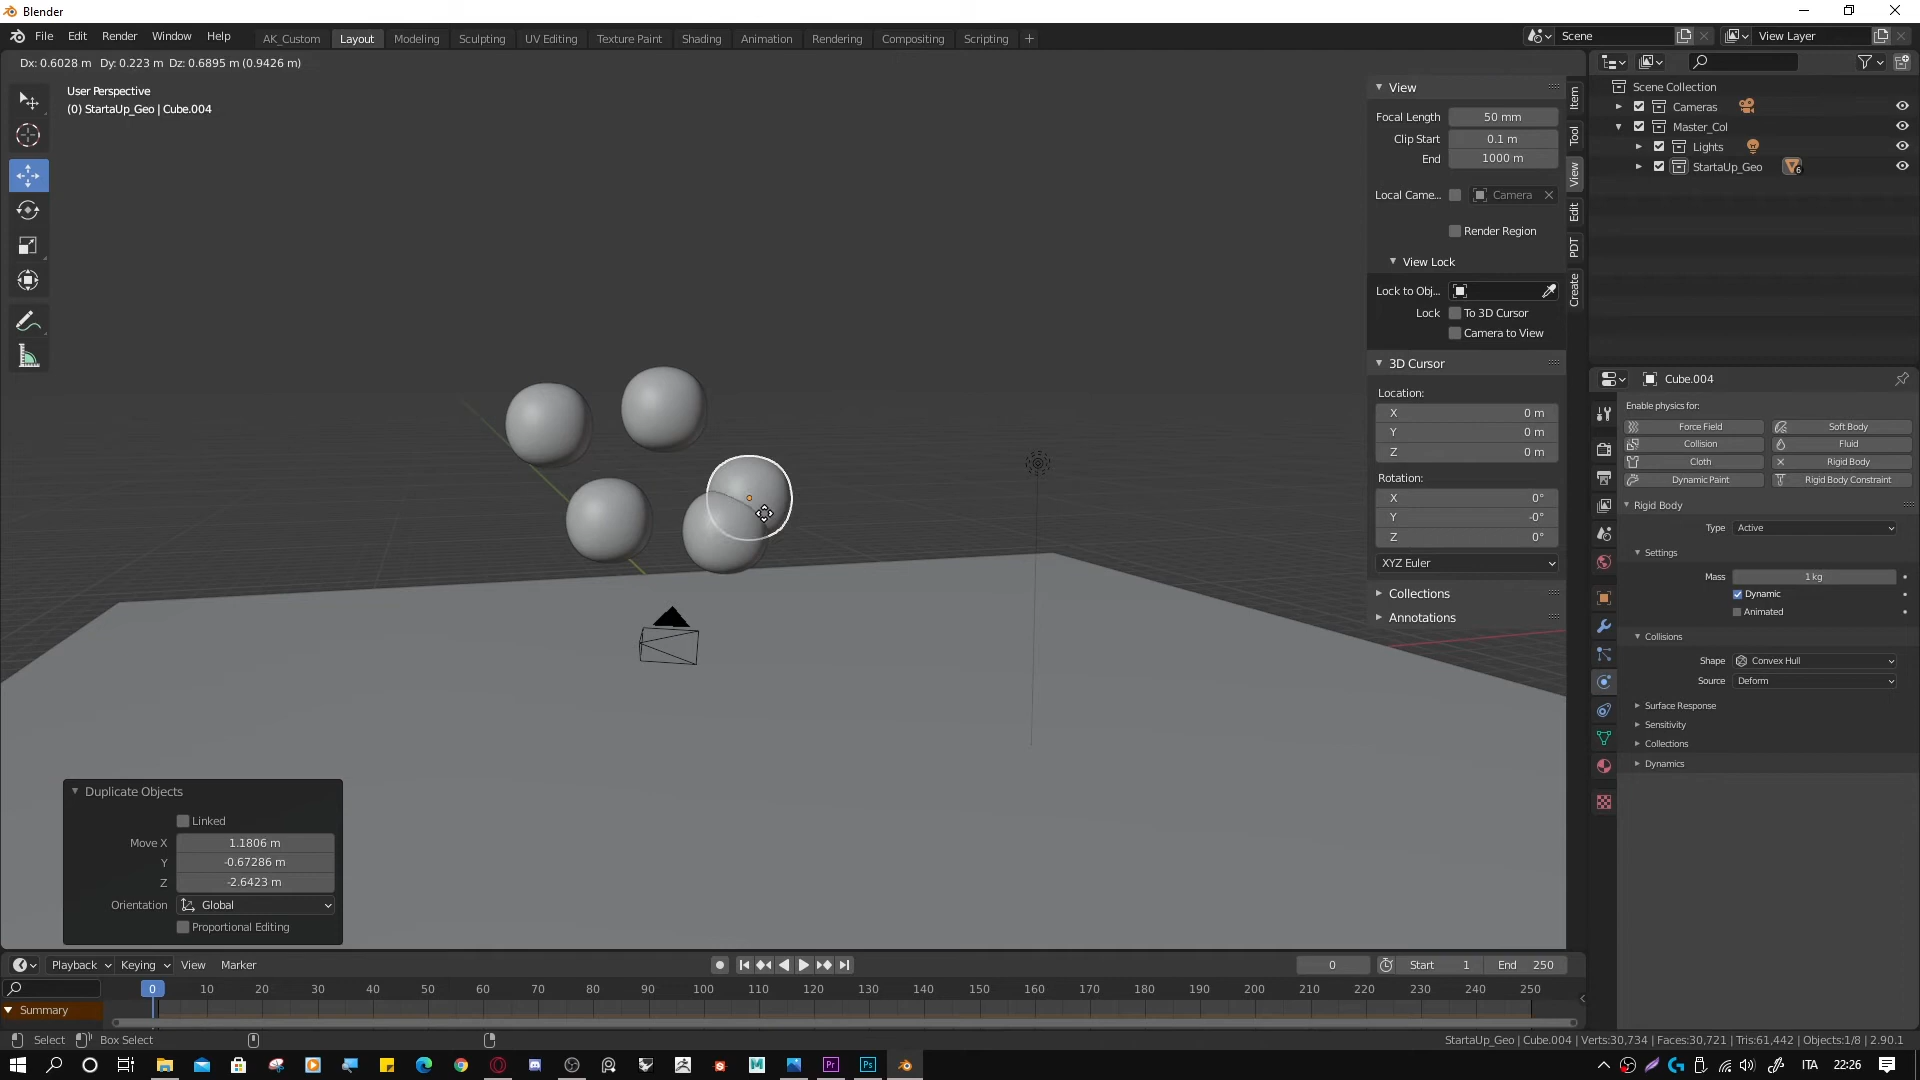 Blender
File Edit Render Window Help AK_Custom Layout Modeling Sculpting UV Editing Texture Paint Shading Animation Rendering Compositing Scripting + Scene View Layer
Dx: 0.6028 m Dy: 0.223 m Dz: 0.6895 m (0.9426 m)
User Perspective
(0) StartaUp_Geo | Cube.004
View
Focal Length 50 mm
Clip Start 0.1 m
End 1000 m
Local Came... Camera
Render Region
View Lock
Lock to Obj...
Lock To 3D Cursor
Camera to View
3D Cursor
Location:
X 0 m
Y 0 m
Z 0 m
Rotation:
X 0°
Y -0°
Z 0°
XYZ Euler
Collections
Annotations
Item
Tool
View
Edit
PDT
Create
Scene Collection
Cameras
Master_Col
Lights
StartaUp_Geo 6
Cube.004
Enable physics for:
Force Field Soft Body
Collision Fluid
Cloth Rigid Body
Dynamic Paint Rigid Body Constraint
Rigid Body
Type Active
Settings
Mass 1 kg
Dynamic
Animated
Collisions
Shape Convex Hull
Source Deform
Surface Response
Sensitivity
Collections
Dynamics
Duplicate Objects
Linked
Move X 1.1806 m
Y -0.67286 m
Z -2.6423 m
Orientation Global
Proportional Editing
Playback Keying View Marker 0 Start 1 End 250
0 10 20 30 40 50 60 70 80 90 100 110 120 130 140 150 160 170 180 190 200 210 220 230 240 250
Summary
Select Box Select StartaUp_Geo | Cube.004 | Verts:30,734 | Faces:30,721 | Tris:61,442 | Objects:1/8 | 2.90.1
M Pr Ps ITA 22:26